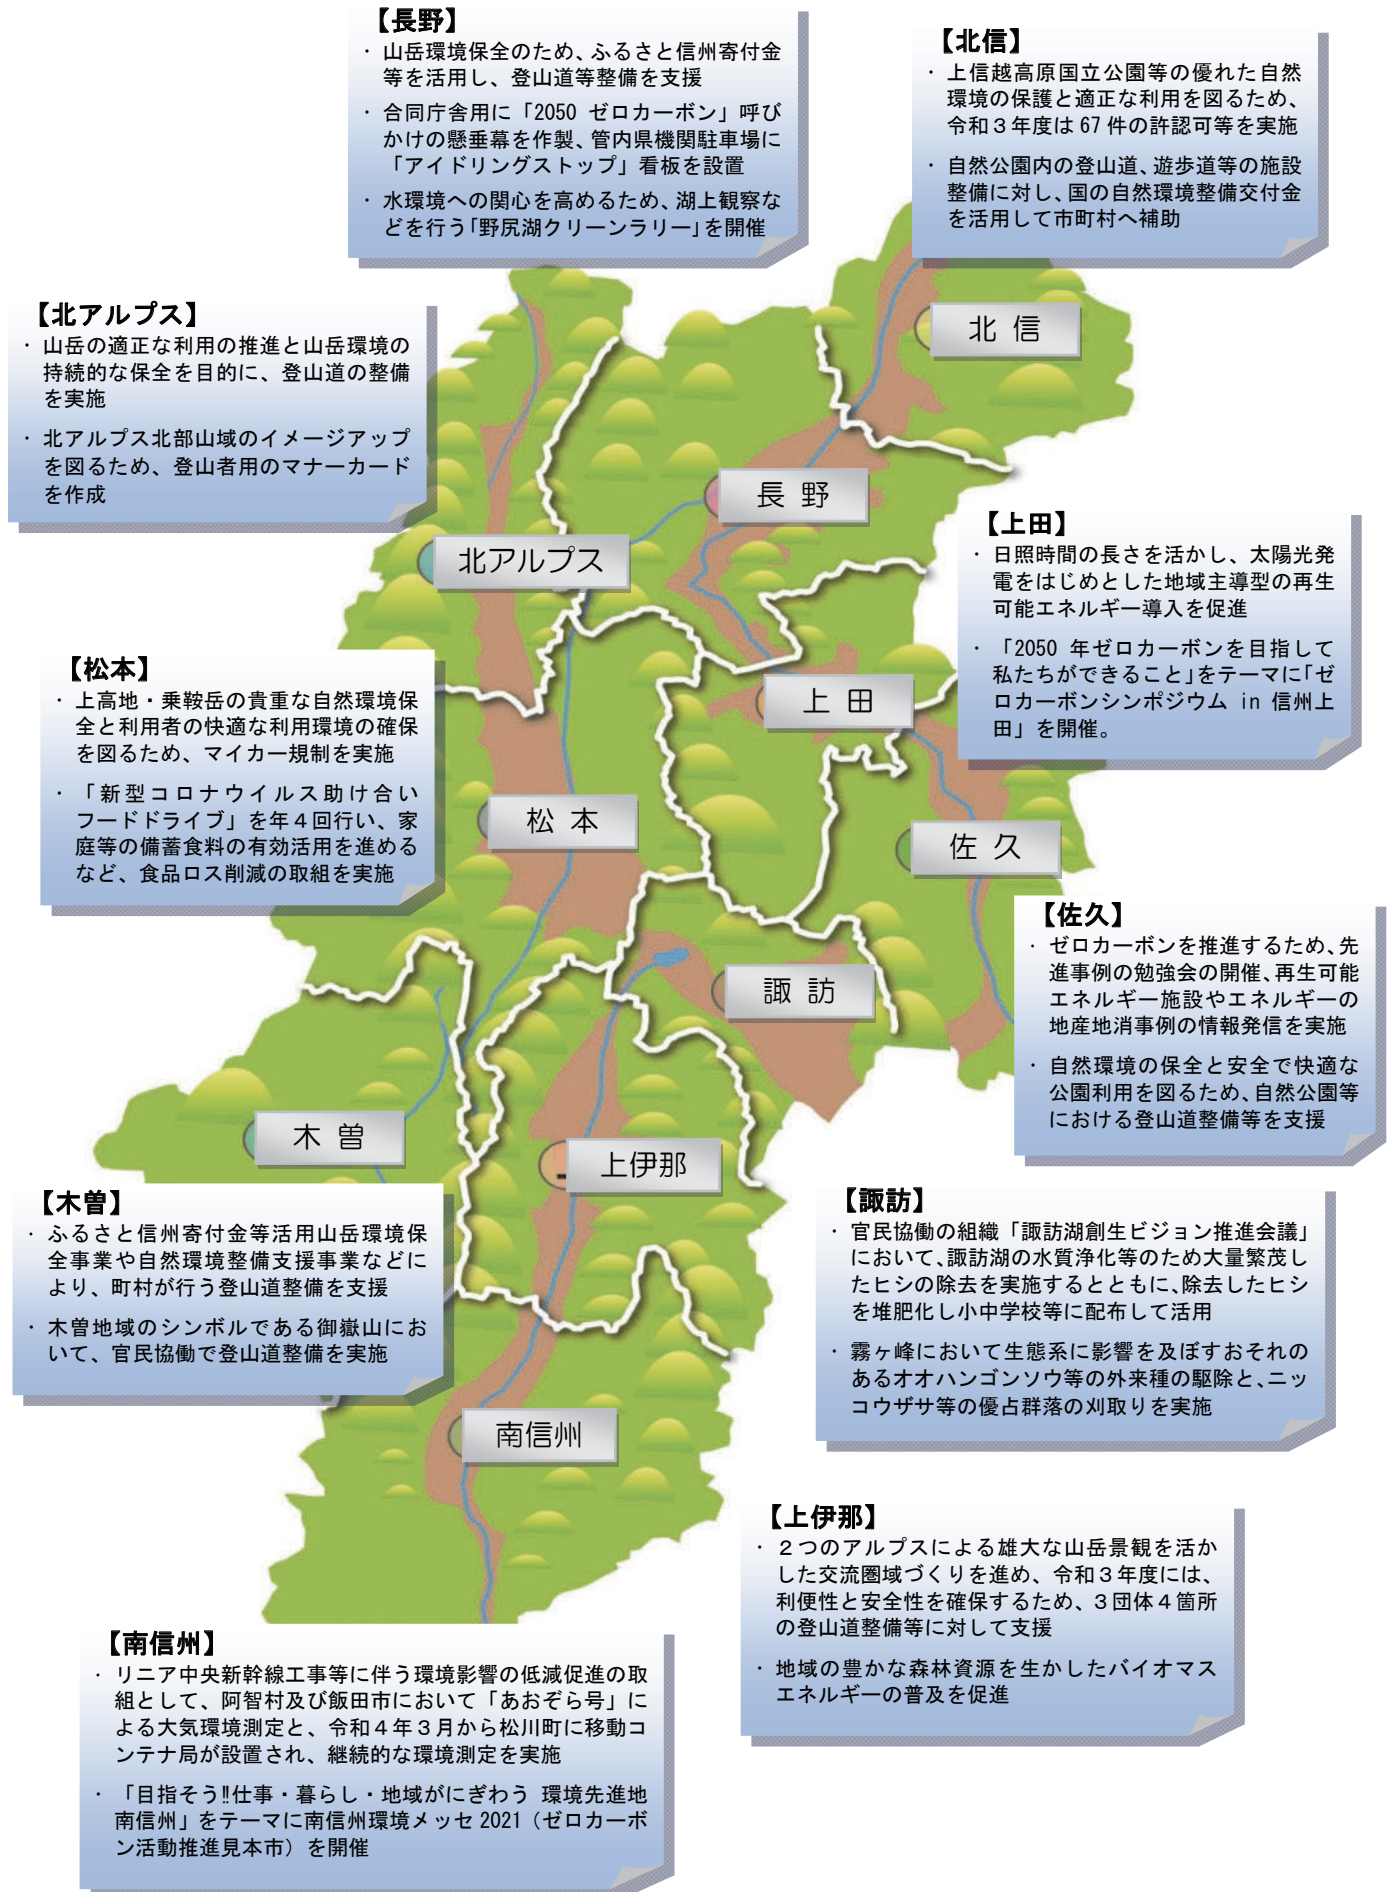 【長野】
・ 山岳環境保全のため、ふるさと信州寄付金
等を活用し、登山道等整備を支援
・ 合同庁舎用に「2050 ゼロカーボン」呼び
かけの懸垂幕を作製、管内県機関駐車場に
「アイドリングストップ」看板を設置
・ 水環境への関心を高めるため、湖上観察な
どを行う「野尻湖クリーンラリー」を開催
【北信】
・ 上信越高原国立公園等の優れた自然
環境の保護と適正な利用を図るため、
令和３年度は 67 件の許認可等を実施
・ 自然公園内の登山道、遊歩道等の施設
整備に対し、国の自然環境整備交付金
を活用して市町村へ補助
【北アルプス】
・ 山岳の適正な利用の推進と山岳環境の
持続的な保全を目的に、登山道の整備
を実施
・ 北アルプス北部山域のイメージアップ
を図るため、登山者用のマナーカード
を作成
北 信
長 野
北アルプス
【上田】
・ 日照時間の長さを活かし、太陽光発
電をはじめとした地域主導型の再生
可能エネルギー導入を促進
・ 「2050 年ゼロカーボンを目指して
私たちができること」をテーマに「ゼ
ロカーボンシンポジウム in 信州上
田」を開催。
【松本】
・ 上高地・乗鞍岳の貴重な自然環境保
全と利用者の快適な利用環境の確保
を図るため、マイカー規制を実施
・ 「新型コロナウイルス助け合い
フードドライブ」を年４回行い、家
庭等の備蓄食料の有効活用を進める
など、食品ロス削減の取組を実施
上 田
松 本
佐 久
【佐久】
・ ゼロカーボンを推進するため、先
進事例の勉強会の開催、再生可能
エネルギー施設やエネルギーの
地産地消事例の情報発信を実施
・ 自然環境の保全と安全で快適な
公園利用を図るため、自然公園等
における登山道整備等を支援
諏 訪
木 曽
上伊那
【木曽】
・ ふるさと信州寄付金等活用山岳環境保
全事業や自然環境整備支援事業などに
より、町村が行う登山道整備を支援
・ 木曽地域のシンボルである御嶽山にお
いて、官民協働で登山道整備を実施
【諏訪】
・ 官民協働の組織「諏訪湖創生ビジョン推進会議」
において、諏訪湖の水質浄化等のため大量繁茂し
たヒシの除去を実施するとともに、除去したヒシ
を堆肥化し小中学校等に配布して活用
・ 霧ヶ峰において生態系に影響を及ぼすおそれの
あるオオハンゴンソウ等の外来種の駆除と、ニッ
コウザサ等の優占群落の刈取りを実施
南信州
【上伊那】
・ ２つのアルプスによる雄大な山岳景観を活か
した交流圏域づくりを進め、令和３年度には、
利便性と安全性を確保するため、３団体４箇所
の登山道整備等に対して支援
・ 地域の豊かな森林資源を生かしたバイオマス
エネルギーの普及を促進
【南信州】
・ リニア中央新幹線工事等に伴う環境影響の低減促進の取
組として、阿智村及び飯田市において「あおぞら号」に
よる大気環境測定と、令和４年３月から松川町に移動コ
ンテナ局が設置され、継続的な環境測定を実施
・ 「目指そう‼仕事・暮らし・地域がにぎわう 環境先進地
南信州」をテーマに南信州環境メッセ 2021（ゼロカーボ
ン活動推進見本市）を開催